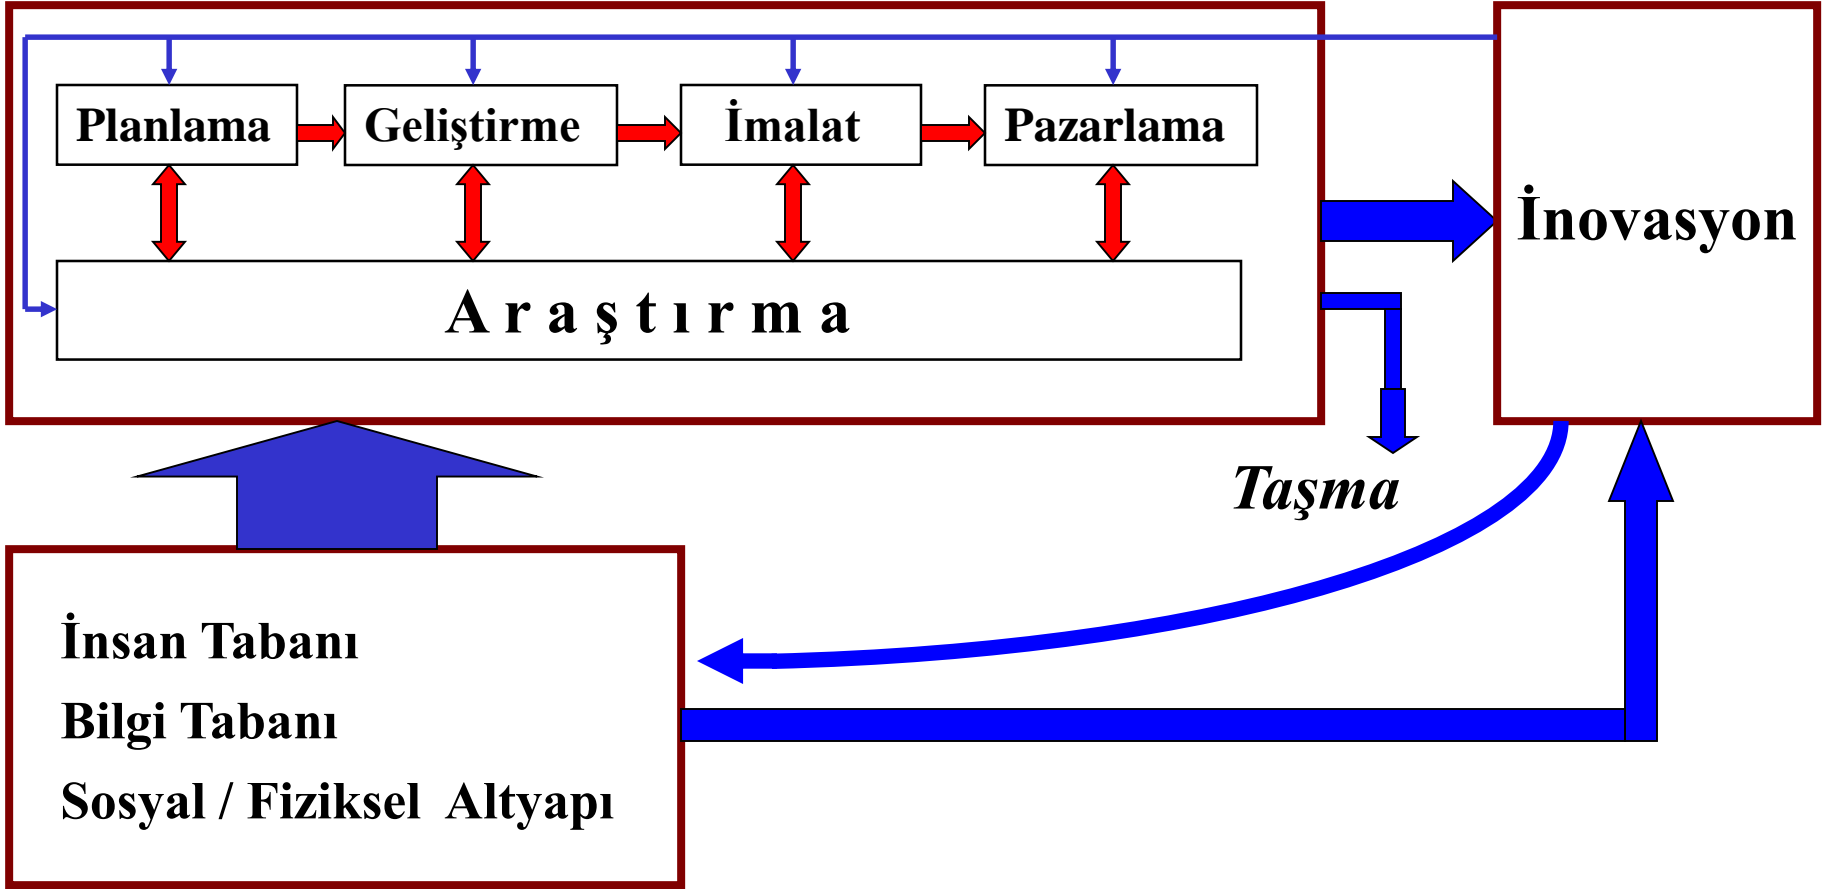 Planlama
Geliştirme
İmalat
Pazarlama
İnovasyon
A r a ş t ı r m a
Taşma
İnsan Tabanı
Bilgi Tabanı
Sosyal / Fiziksel Altyapı